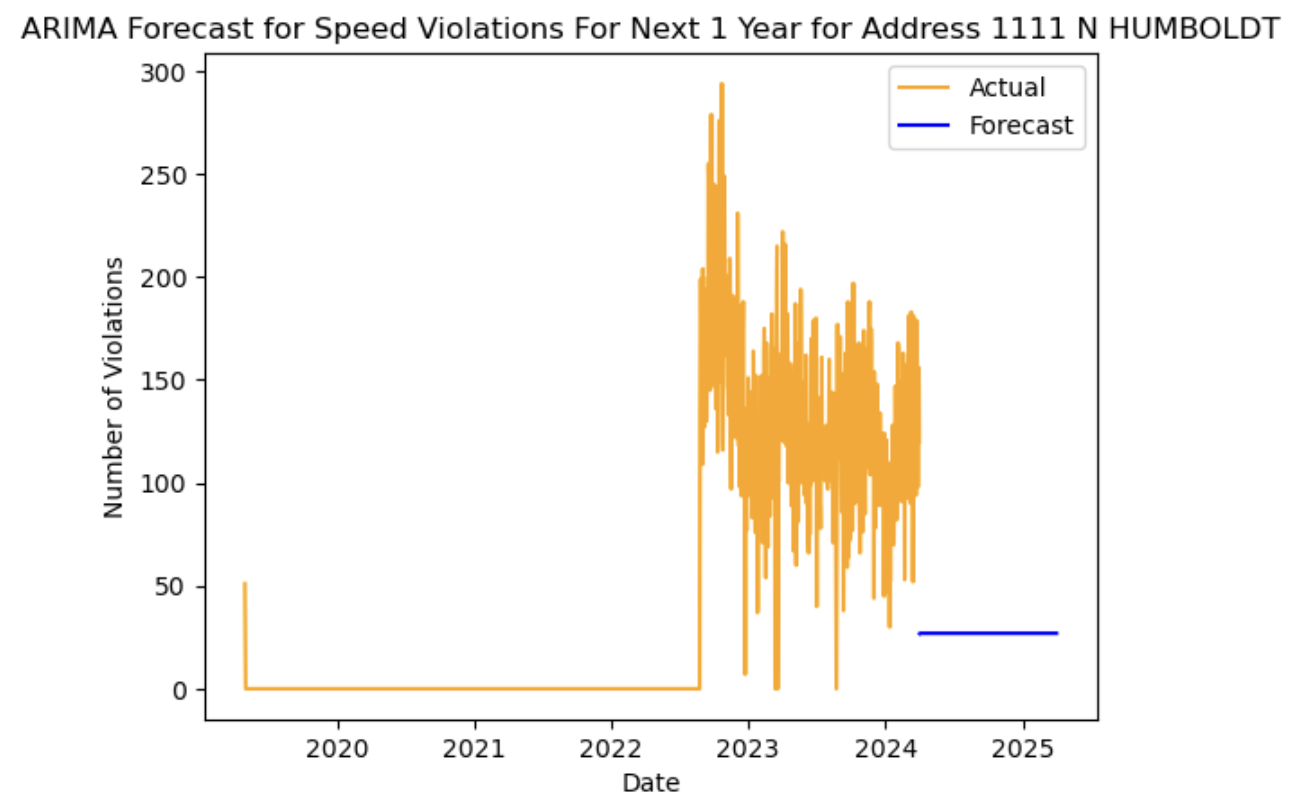 ARIMA Forecast for Speed Violations For Next 1 Year for Address 1111 N HUMBOLDT
Actual
Forecast
Number of Violations
300
250
200
150
100
50
0
2020 2021 2022 2023 2024 2025
Date